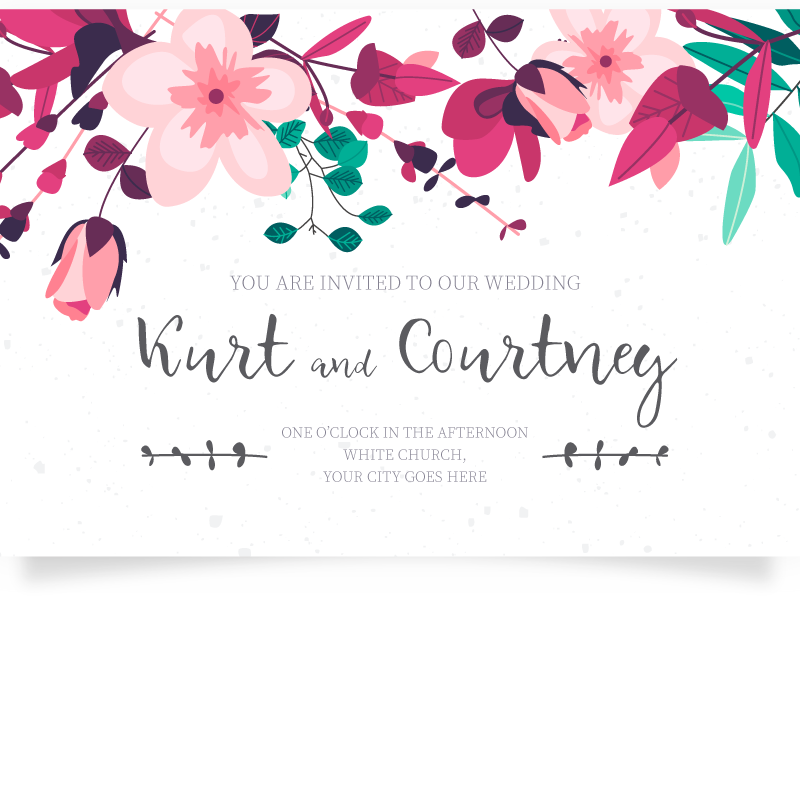 YOU ARE INVITED TO OUR WEDDING
Kurt and Courtney
ONE O'CLOCK IN THE AFTERNOON
WHITE CHURCH,
YOUR CITY GOES HERE